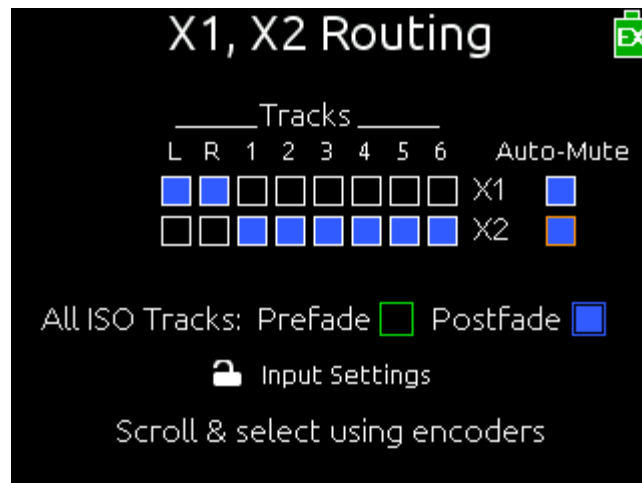 X1, X2 Routing
EX
Tracks
L R 1 2 3 4 5 6 Auto-Mute
X1
X2
All ISO Tracks: Prefade Postfade
Input Settings
Scroll & select using encoders